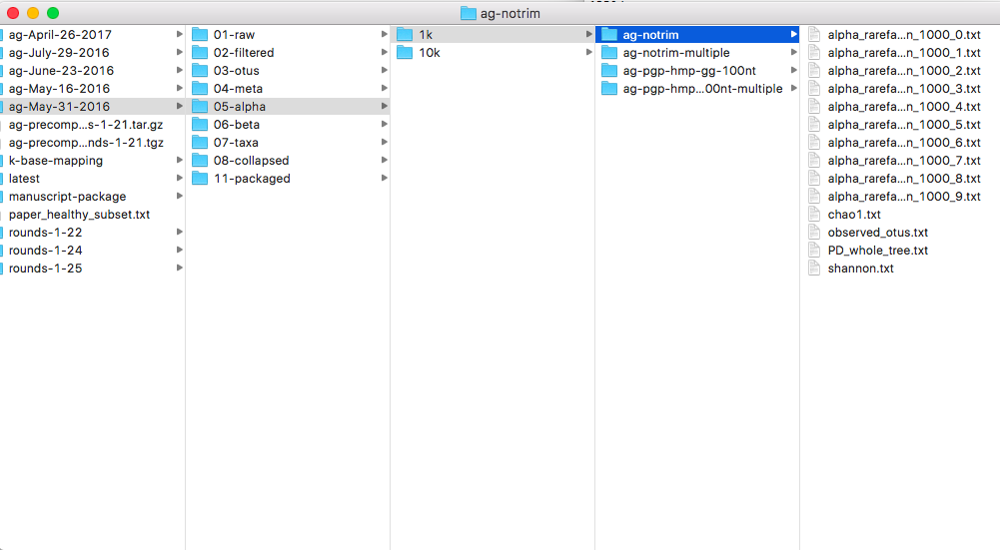 ag-notrim
ag-April-26-2017
ag-July-29-2016
ag-June-23-2016
ag-May-16-2016
ag-May-31-2016
ag-precomp...s-1-21.tar.gz
ag-precomp...nds-1-21.tgz
k-base-mapping
latest
manuscript-package
paper_healthy_subset.txt
rounds-1-22
rounds-1-24
rounds-1-25
01-raw
02-filtered
03-otus
04-meta
05-alpha
06-beta
07-taxa
08-collapsed
11-packaged
1k
10k
ag-notrim
ag-notrim-multiple
ag-pgp-hmp-gg-100nt
ag-pgp-hmp...00nt-multiple
alpha_rarefa...n_1000_0.txt
alpha_rarefa...n_1000_1.txt
alpha_rarefa...n_1000_2.txt
alpha_rarefa...n_1000_3.txt
alpha_rarefa...n_1000_4.txt
alpha_rarefa...n_1000_5.txt
alpha_rarefa...n_1000_6.txt
alpha_rarefa...n_1000_7.txt
alpha_rarefa...n_1000_8.txt
alpha_rarefa...n_1000_9.txt
chao1.txt
observed_otus.txt
PD_whole_tree.txt
shannon.txt